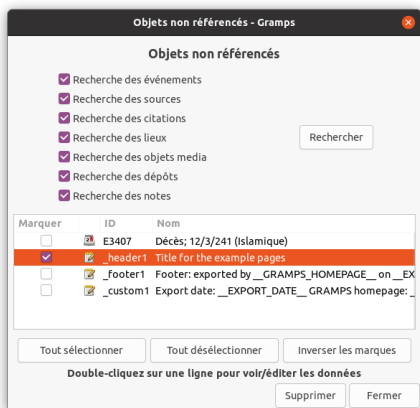 Objets non référencés - Gramps
Objets non référencés
Recherche des événements
Recherche des sources
Recherche des citations
Recherche des lieux
Rechercher
Recherche des objets media
Recherche des dépôts
Recherche des notes
Marquer ID Nom
E3407 Décès; 12/3/241 (Islamique)
_header1 Title for the example pages
_footer1 Footer: exported by __GRAMPS_HOMEPAGE__ on __EX
_custom1 Export date: __EXPORT_DATE__ GRAMPS homepage: _
Tout sélectionner Tout désélectionner Inverser les marques
Double-cliquez sur une ligne pour voir/éditer les données
Supprimer Fermer